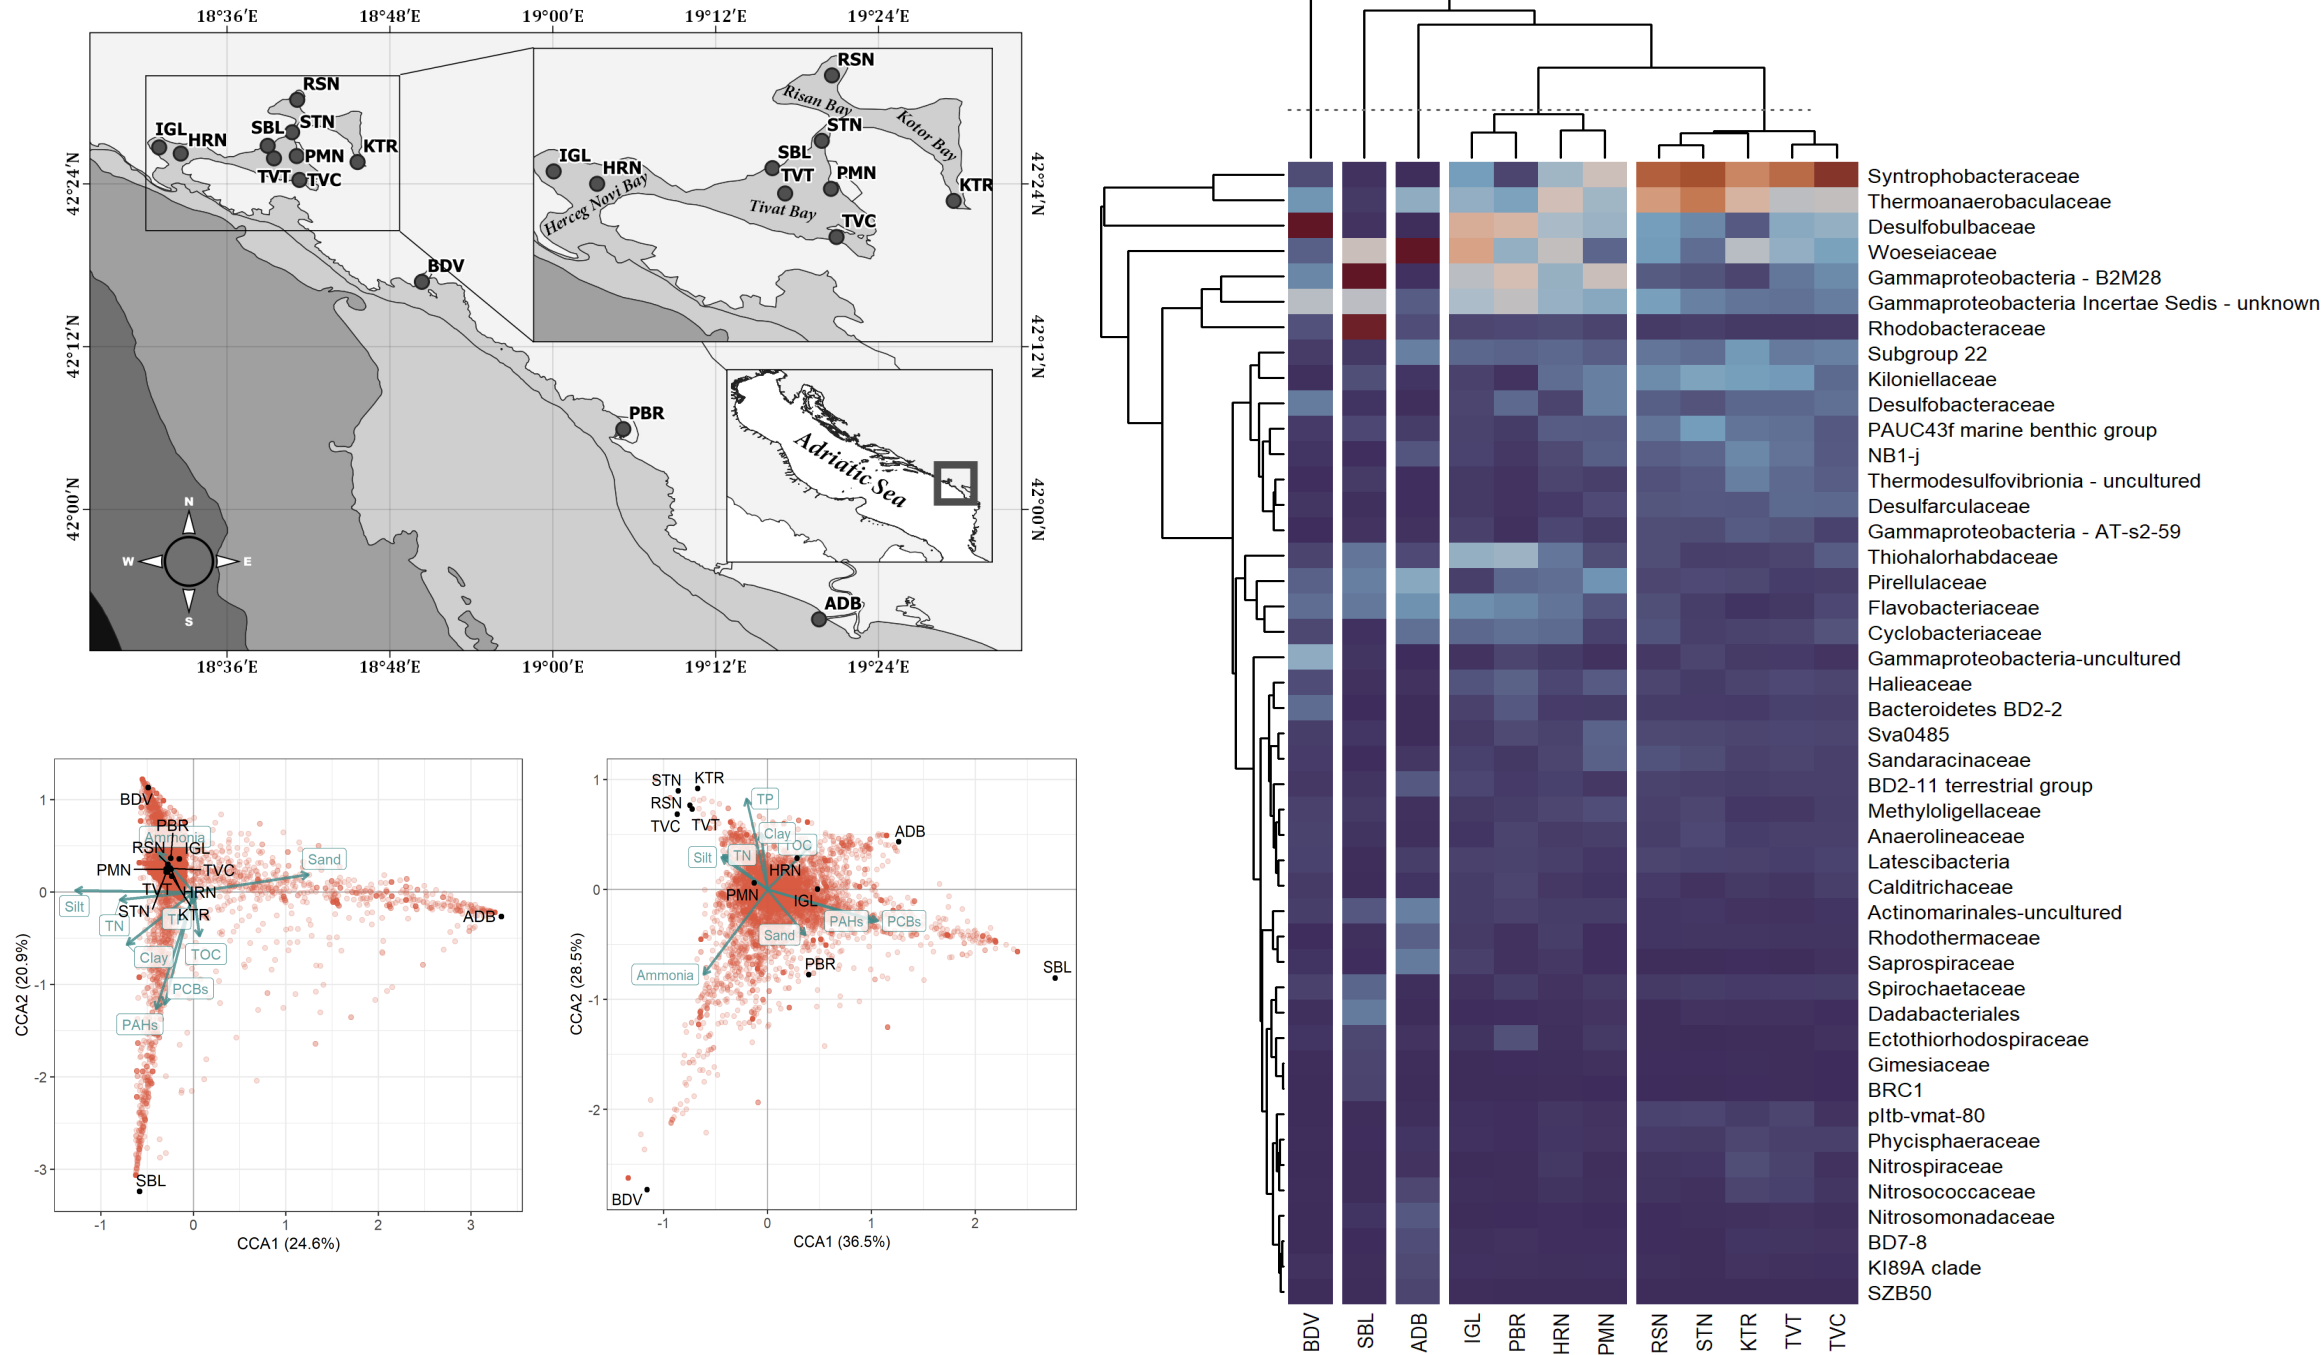 18°36'E 18°48'E 19°00'E 19°12'E 19°24'E
42°24'N
42°12'N
42°00'N
42°24'N
42°12'N
42°00'N
18°36'E 18°48'E 19°00'E 19°12'E 19°24'E
RSN
IGL
HRN
SBL
STN
KTR
PMN
TVT
TVC
BDV
PBR
ADB
RSN
Risan Bay
Kotor Bay
STN
SBL
IGL
HRN
TVT
PMN
KTR
Herceg Novi Bay
Tivat Bay
TVC
Adriatic Sea
N
W
E
S
CCA2 (20.9%)
1
0
-1
-2
-3
BDV
PBR
Ammonia
RSN
IGL
PMN
TVC
Sand
TVT
HRN
Silt
STN
KTR
TN
ADB
Clay
TOC
PCBs
PAHs
SBL
-1 0 1 2 3
CCA1 (24.6%)
CCA2 (28.5%)
1
0
-1
-2
STN KTR
RSN
TP
TVC TVT
Clay
ADB
TOC
Silt
TN
HRN
PMN
IGL
PAHs
PCBs
Sand
PBR
Ammonia
SBL
BDV
-1 0 1 2
CCA1 (36.5%)
Syntrophobacteraceae
Thermoanaerobaculaceae
Desulfobulbaceae
Woeseiaceae
Gammaproteobacteria - B2M28
Gammaproteobacteria Incertae Sedis - unknown
Rhodobacteraceae
Subgroup 22
Kiloniellaceae
Desulfobacteraceae
PAUC43f marine benthic group
NB1-j
Thermodesulfovibrionia - uncultured
Desulfarculaceae
Gammaproteobacteria - AT-s2-59
Thiohalorhabdaceae
Pirellulaceae
Flavobacteriaceae
Cyclobacteriaceae
Gammaproteobacteria-uncultured
Halieaceae
Bacteroidetes BD2-2
Sva0485
Sandaracinaceae
BD2-11 terrestrial group
Methyloligellaceae
Anaerolineaceae
Latescibacteria
Calditrichaceae
Actinomarinales-uncultured
Rhodothermaceae
Saprospiraceae
Spirochaetaceae
Dadabacteriales
Ectothiorhodospiraceae
Gimesiaceae
BRC1
pItb-vmat-80
Phycisphaeraceae
Nitrospiraceae
Nitrosococcaceae
Nitrosomonadaceae
BD7-8
KI89A clade
SZB50
BDV SBL ADB IGL PBR HRN PMN RSN STN KTR TVT TVC